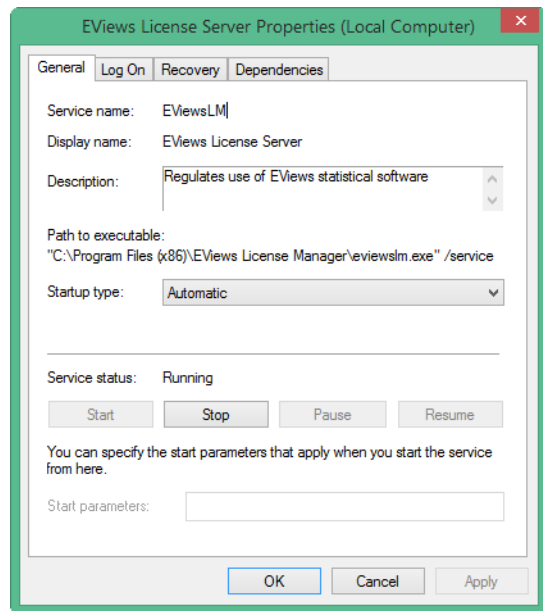 EViews License Server Properties (Local Computer)
General Log On Recovery Dependencies
Service name: EViewsLM
Display name: EViews License Server
Description: Regulates use of EViews statistical software
Path to executable:
"C:\Program Files (x86)\EViews License Manager\eviewslm.exe" /service
Startup type: Automatic
Service status: Running
Start Stop Pause Resume
You can specify the start parameters that apply when you start the service
from here.
Start parameters:
OK Cancel Apply